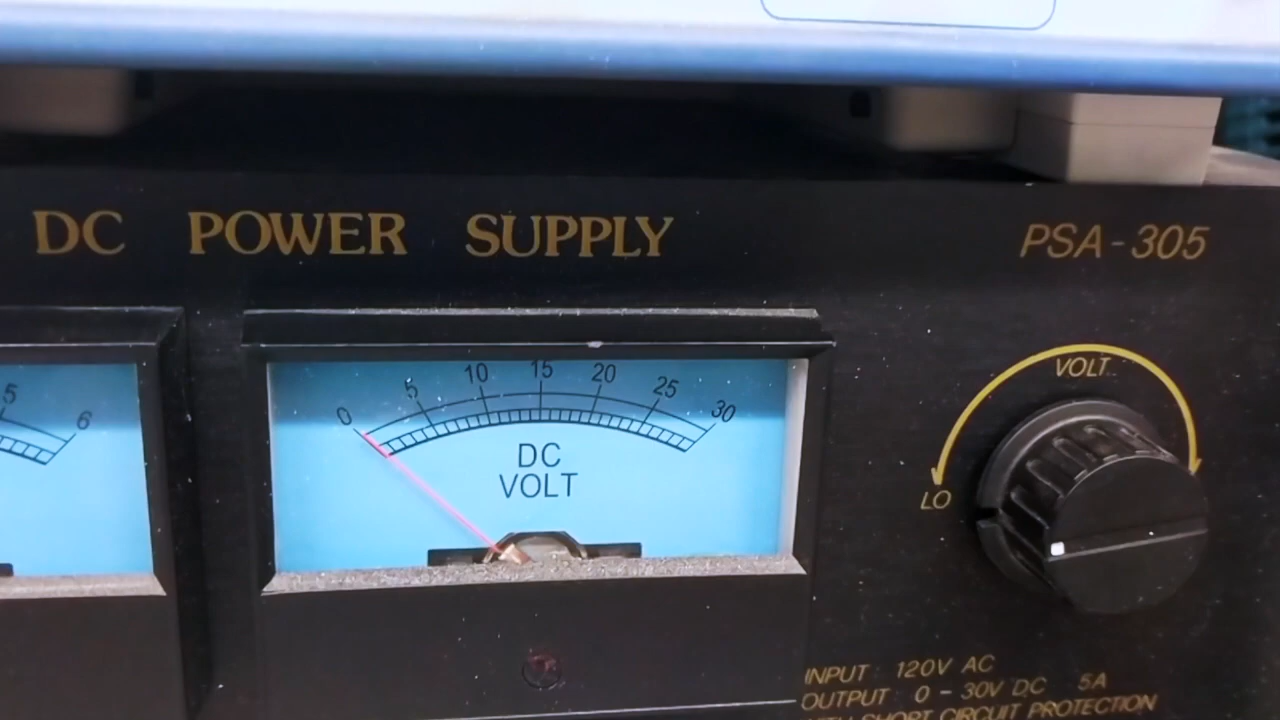 DC POWER SUPPLY
PSA-305
5
6
0 5 10 15 20 25 30
DC
VOLT
VOLT
LO
INPUT : 120V AC
OUTPUT : 0 - 30V DC 5A
WITH SHORT CIRCUIT PROTECTION